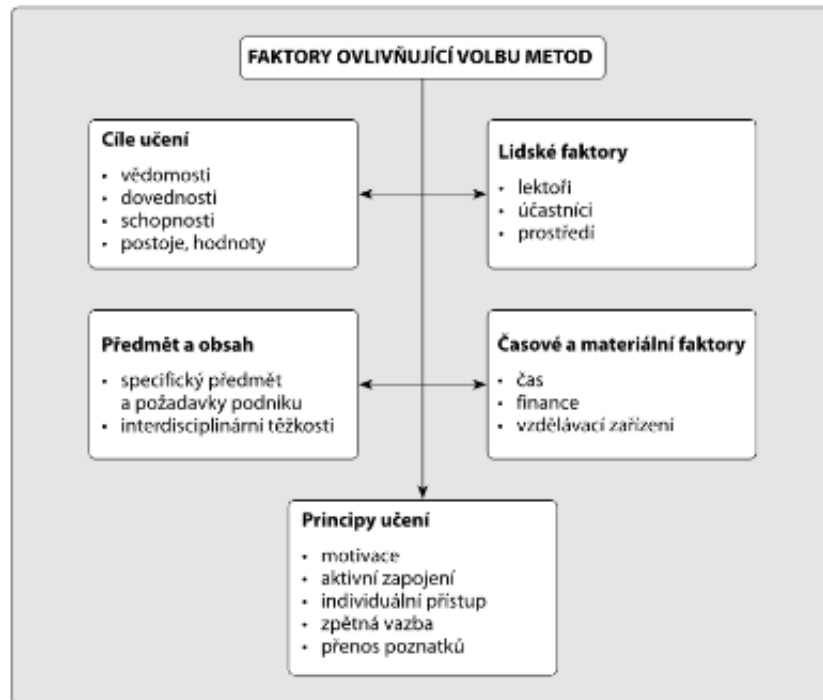 FAKTORY OVLIVŇUJÍCÍ VOLBU METOD
Cíle učení
• vědomosti
• dovednosti
• schopnosti
• postoje, hodnoty
Lidské faktory
• lektoři
• účastníci
• prostředí
Předmět a obsah
• specifický předmět
a požadavky podniku
• interdisciplinární těžkosti
Časové a materiální faktory
• čas
• finance
• vzdělávací zařízení
Principy učení
• motivace
• aktivní zapojení
• individuální přístup
• zpětná vazba
• přenos poznatků